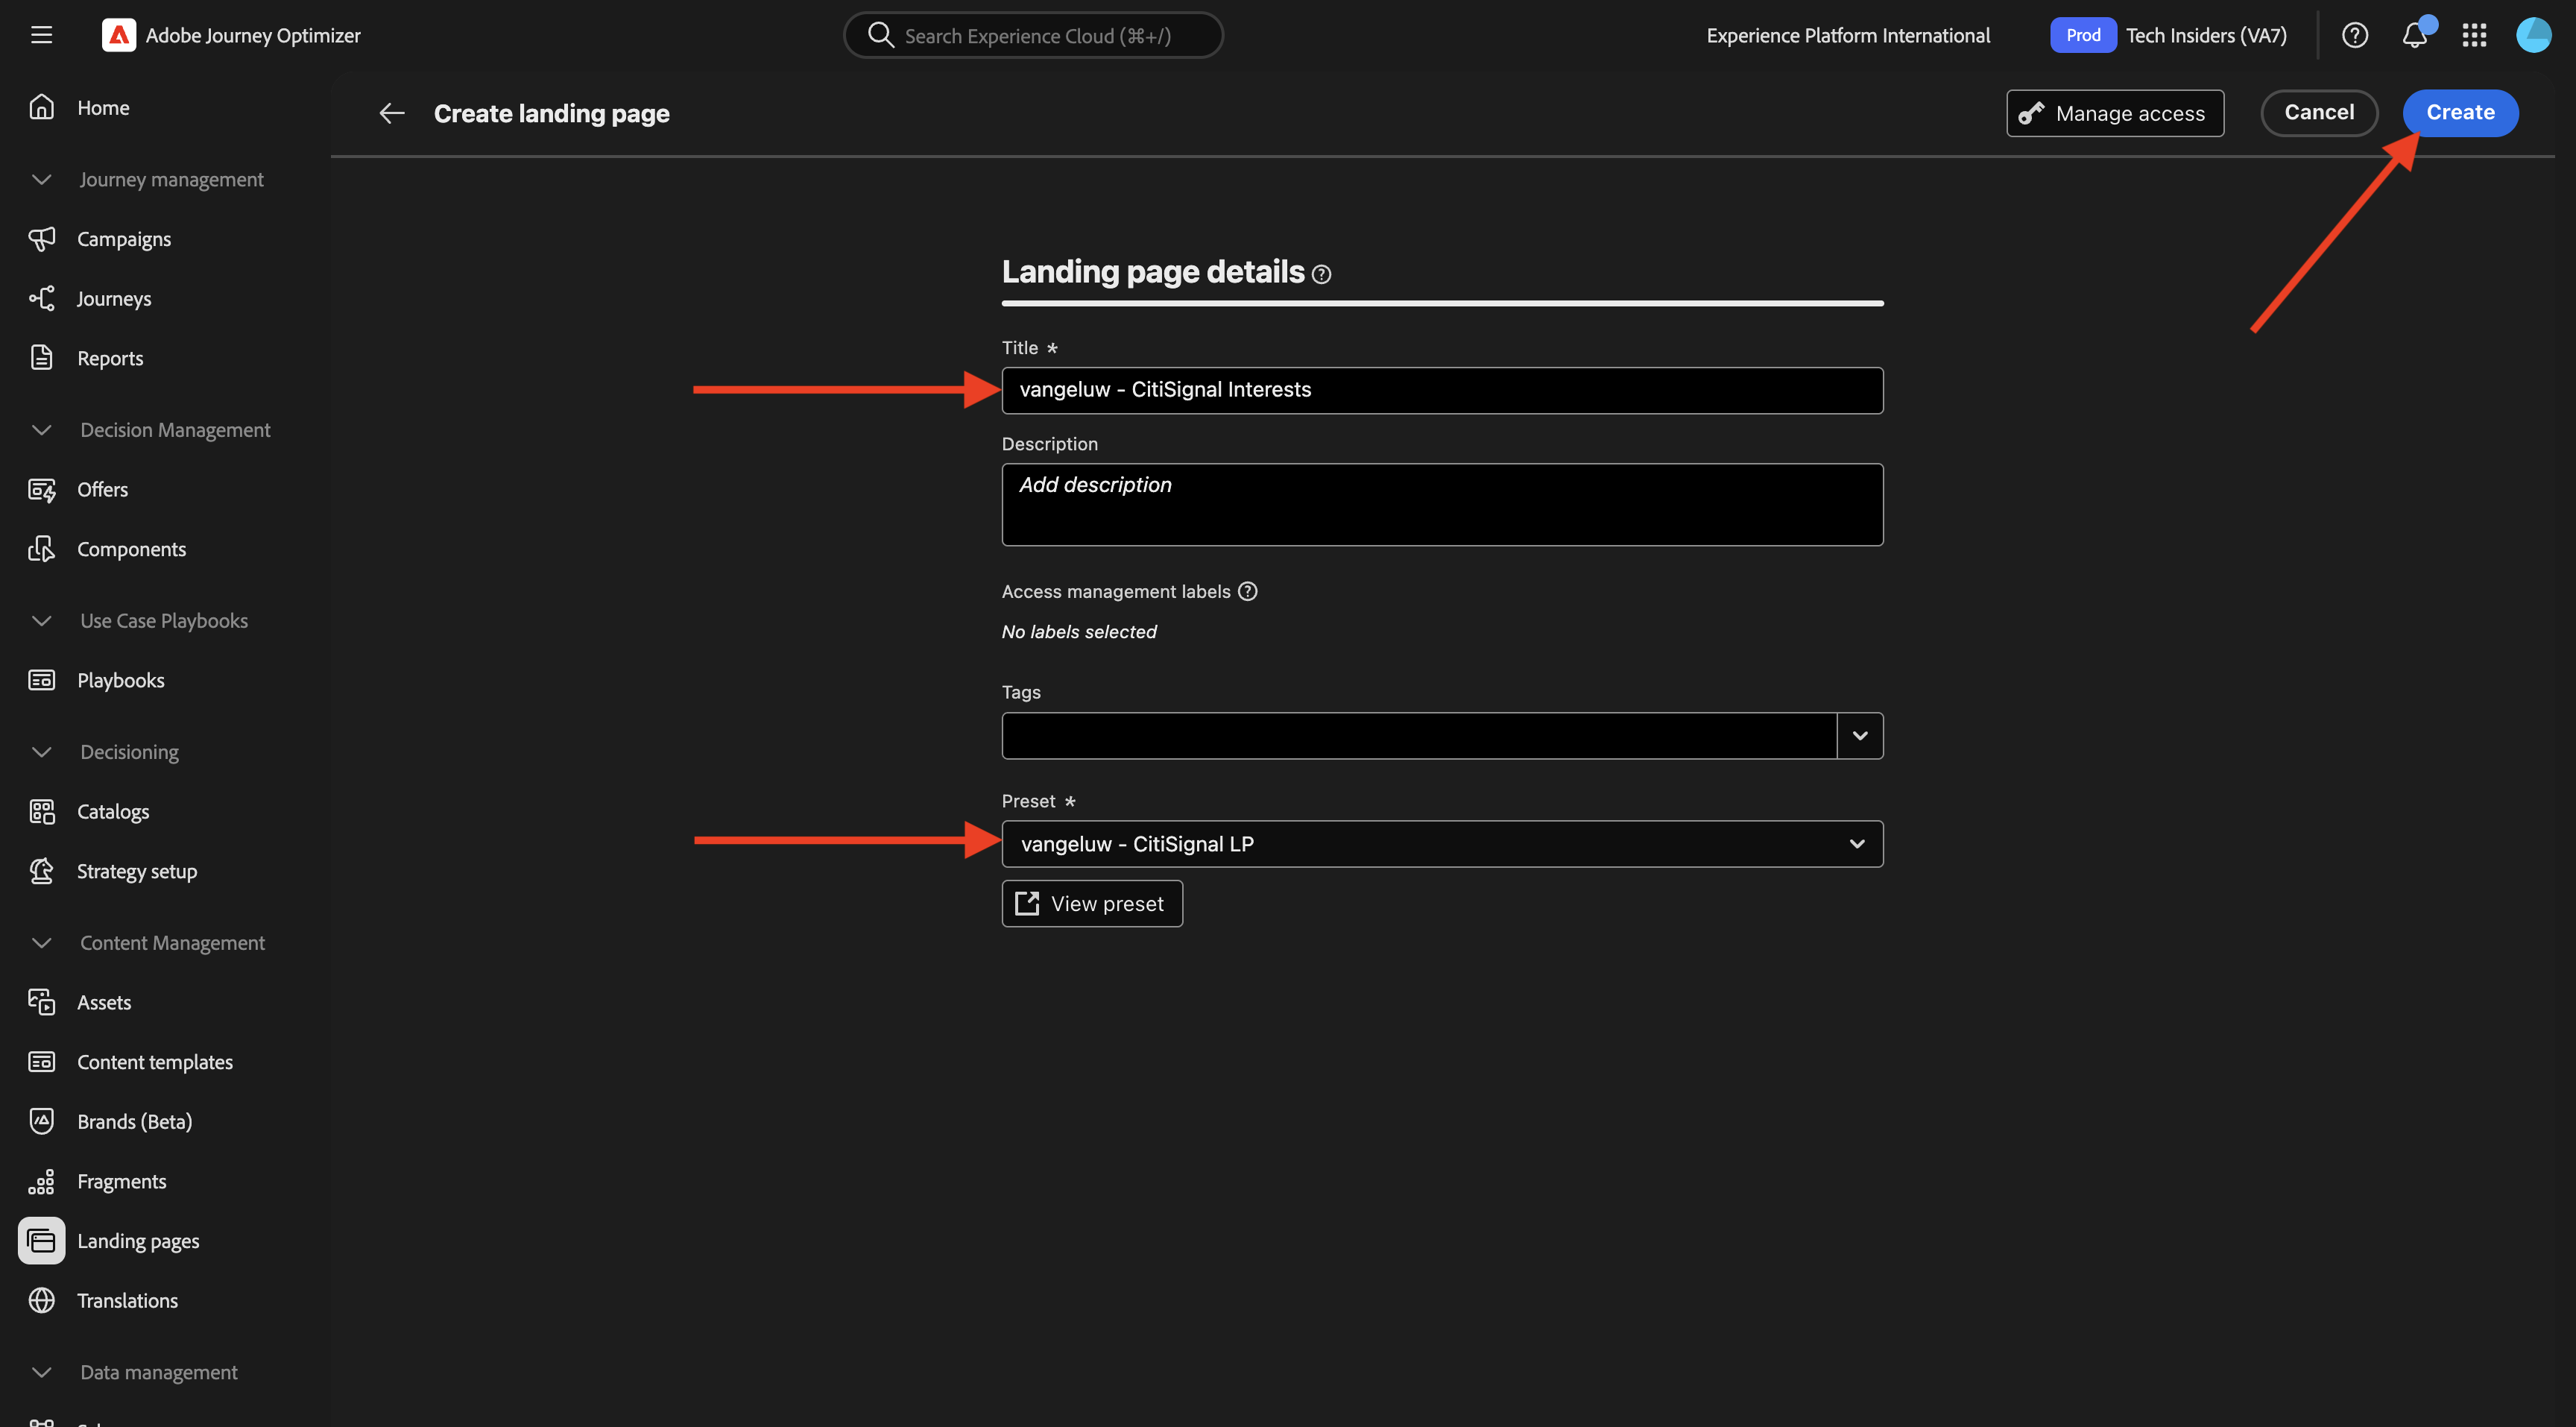 Adobe Journey Optimizer
Search Experience Cloud (⌘+/)
Experience Platform International
Prod
Tech Insiders (VA7)
Home
Journey management
Campaigns
Journeys
Reports
Decision Management
Offers
Components
Use Case Playbooks
Playbooks
Decisioning
Catalogs
Strategy setup
Content Management
Assets
Content templates
Brands (Beta)
Fragments
Landing pages
Translations
Data management
Create landing page
Manage access
Cancel
Create
Landing page details
Title *
vangeluw - CitiSignal Interests
Description
Add description
Access management labels
No labels selected
Tags
Preset *
vangeluw - CitiSignal LP
View preset